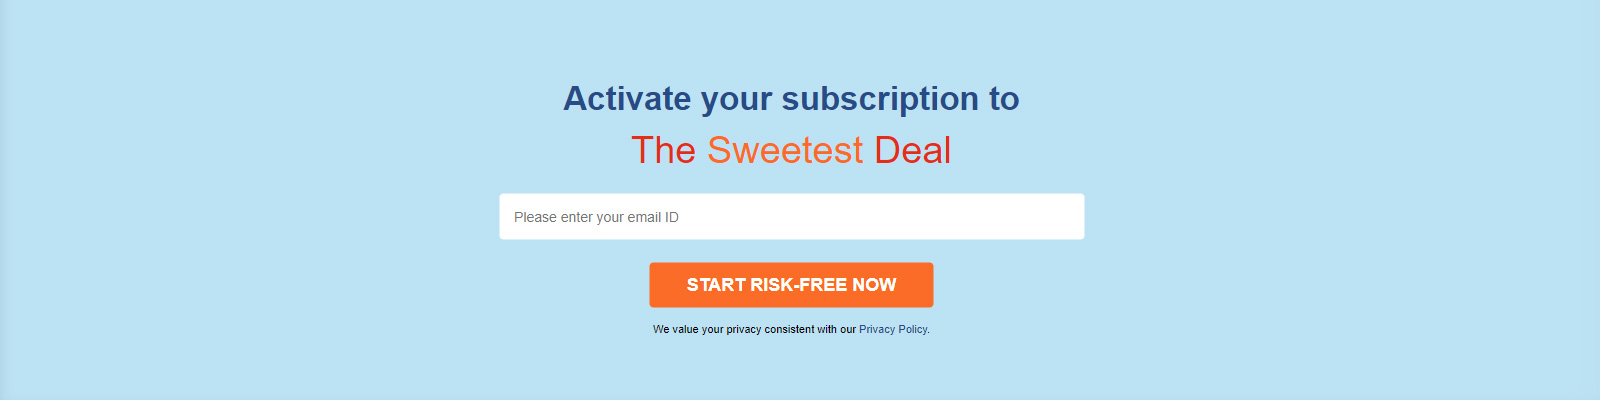 Activate your subscription to
The Sweetest Deal
Please enter your email ID
START RISK-FREE NOW
We value your privacy consistent with our Privacy Policy.